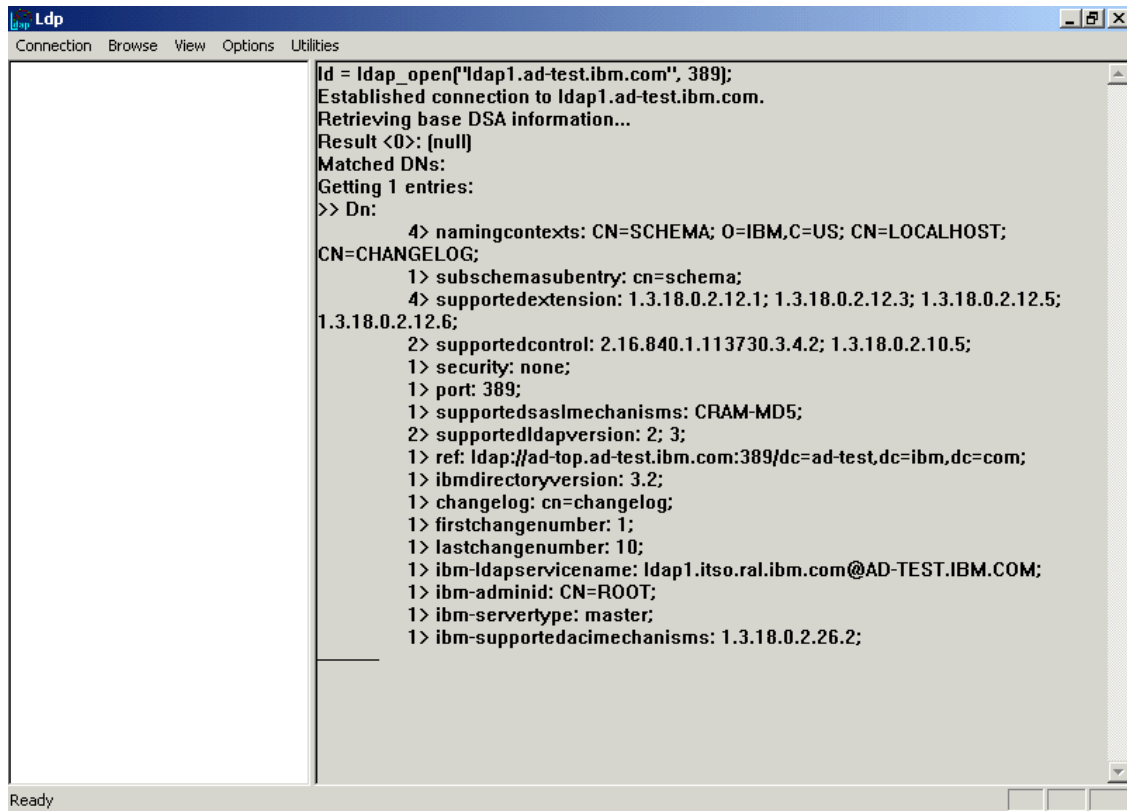 Ldp
Connection Browse View Options Utilities
ld = ldap_open("ldap1.ad-test.ibm.com", 389);
Established connection to ldap1.ad-test.ibm.com.
Retrieving base DSA information...
Result <0>: (null)
Matched DNs:
Getting 1 entries:
>> Dn:
4> namingcontexts: CN=SCHEMA; O=IBM,C=US; CN=LOCALHOST;
CN=CHANGELOG;
1> subschemasubentry: cn=schema;
4> supportedextension: 1.3.18.0.2.12.1; 1.3.18.0.2.12.3; 1.3.18.0.2.12.5;
1.3.18.0.2.12.6;
2> supportedcontrol: 2.16.840.1.113730.3.4.2; 1.3.18.0.2.10.5;
1> security: none;
1> port: 389;
1> supportedsaslmechanisms: CRAM-MD5;
2> supportedldapversion: 2; 3;
1> ref: ldap://ad-top.ad-test.ibm.com:389/dc=ad-test,dc=ibm,dc=com;
1> ibmdirectoryversion: 3.2;
1> changelog: cn=changelog;
1> firstchangenumber: 1;
1> lastchangenumber: 10;
1> ibm-ldapservicename: ldap1.itso.ral.ibm.com@AD-TEST.IBM.COM;
1> ibm-adminid: CN=ROOT;
1> ibm-servertype: master;
1> ibm-supportedacimechanisms: 1.3.18.0.2.26.2;
Ready